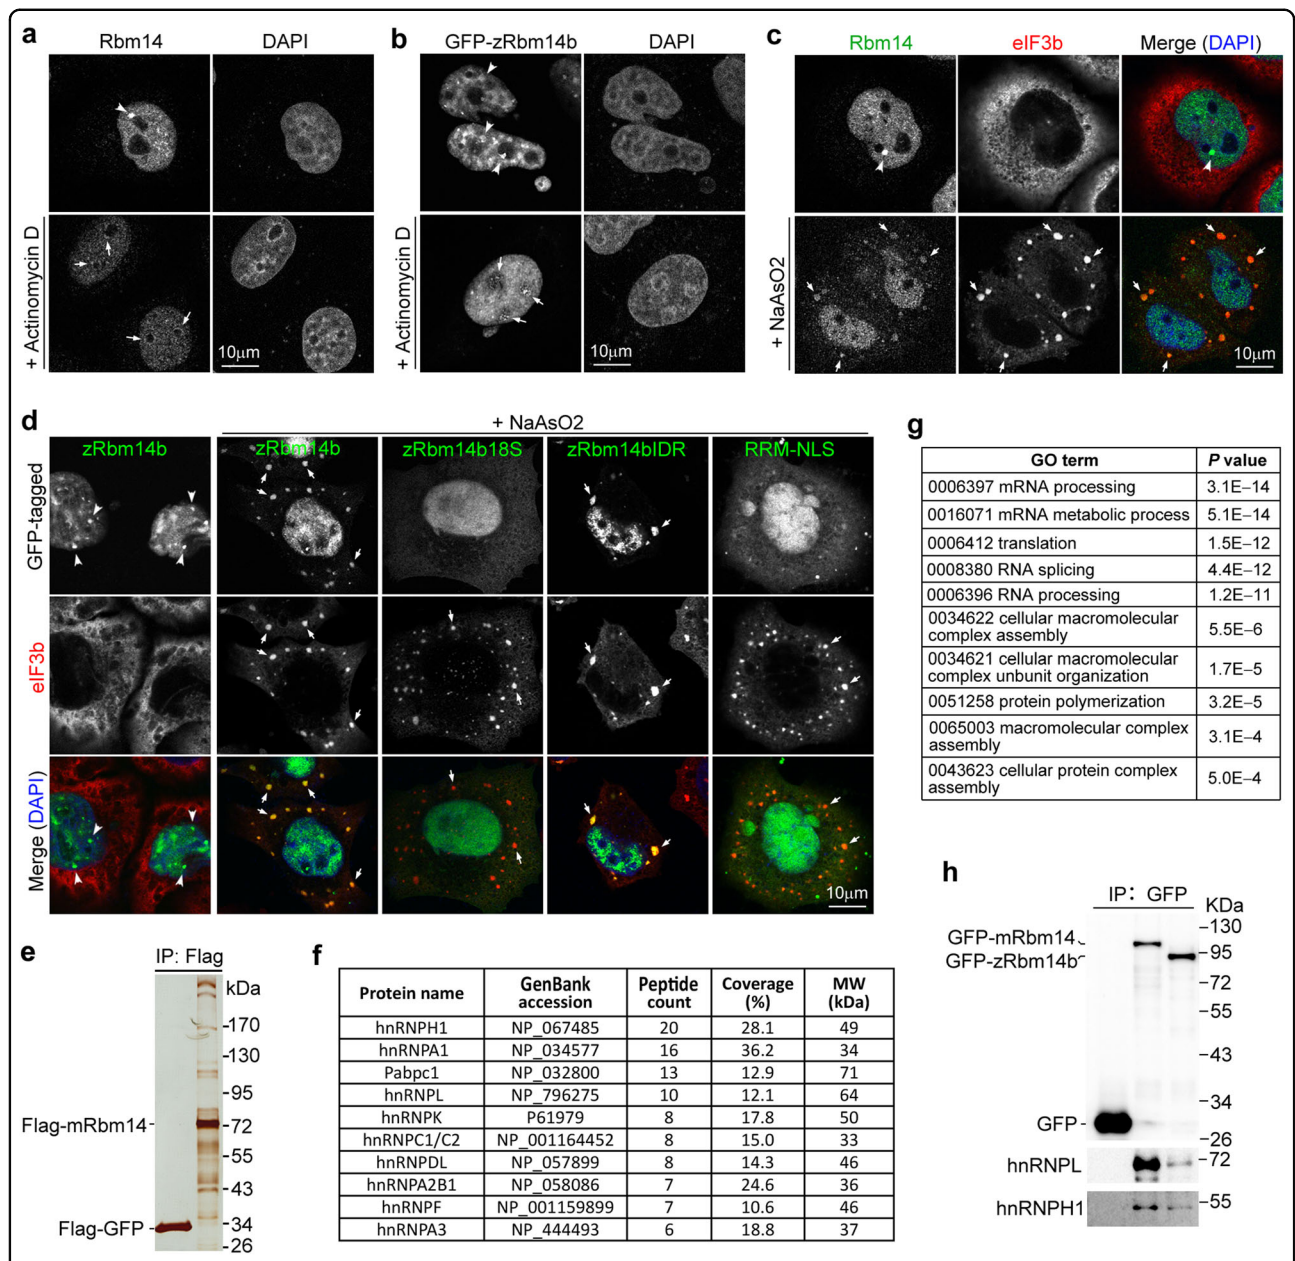 a
Rbm14
DAPI
+ Actinomycin D
10μm
b
GFP-zRbm14b
DAPI
+ Actinomycin D
10μm
c
Rbm14
eIF3b
Merge (DAPI)
+ NaAsO2
10μm
d
+ NaAsO2
zRbm14b
zRbm14b
zRbm14b18S
zRbm14bIDR
RRM-NLS
GFP-tagged
eIF3b
Merge (DAPI)
10μm
e
IP: Flag
kDa
-170
-130
-95
Flag-mRbm14-
-72
-55
-43
Flag-GFP-
-34
-26
f
Protein name GenBank accession Peptide count Coverage (%) MW (kDa)
hnRNPH1 NP_067485 20 28.1 49
hnRNPA1 NP_034577 16 36.2 34
Pabpc1 NP_032800 13 12.9 71
hnRNPL NP_796275 10 12.1 64
hnRNPK P61979 8 17.8 50
hnRNPC1/C2 NP_001164452 8 15.0 33
hnRNPDL NP_057899 8 14.3 46
hnRNPA2B1 NP_058086 7 24.6 36
hnRNPF NP_001159899 7 10.6 46
hnRNPA3 NP_444493 6 18.8 37
g
GO term P value
0006397 mRNA processing 3.1E−14
0016071 mRNA metabolic process 5.1E−14
0006412 translation 1.5E−12
0008380 RNA splicing 4.4E−12
0006396 RNA processing 1.2E−11
0034622 cellular macromolecular
complex assembly 5.5E−6
0034621 cellular macromolecular
complex unbunit organization 1.7E−5
0051258 protein polymerization 3.2E−5
0065003 macromolecular complex
assembly 3.1E−4
0043623 cellular protein complex
assembly 5.0E−4
h
IP: GFP
KDa
GFP-mRbm14
-130
GFP-zRbm14b
-95
-72
-55
-43
-34
GFP-
-26
hnRNPL
-72
hnRNPH1
-55